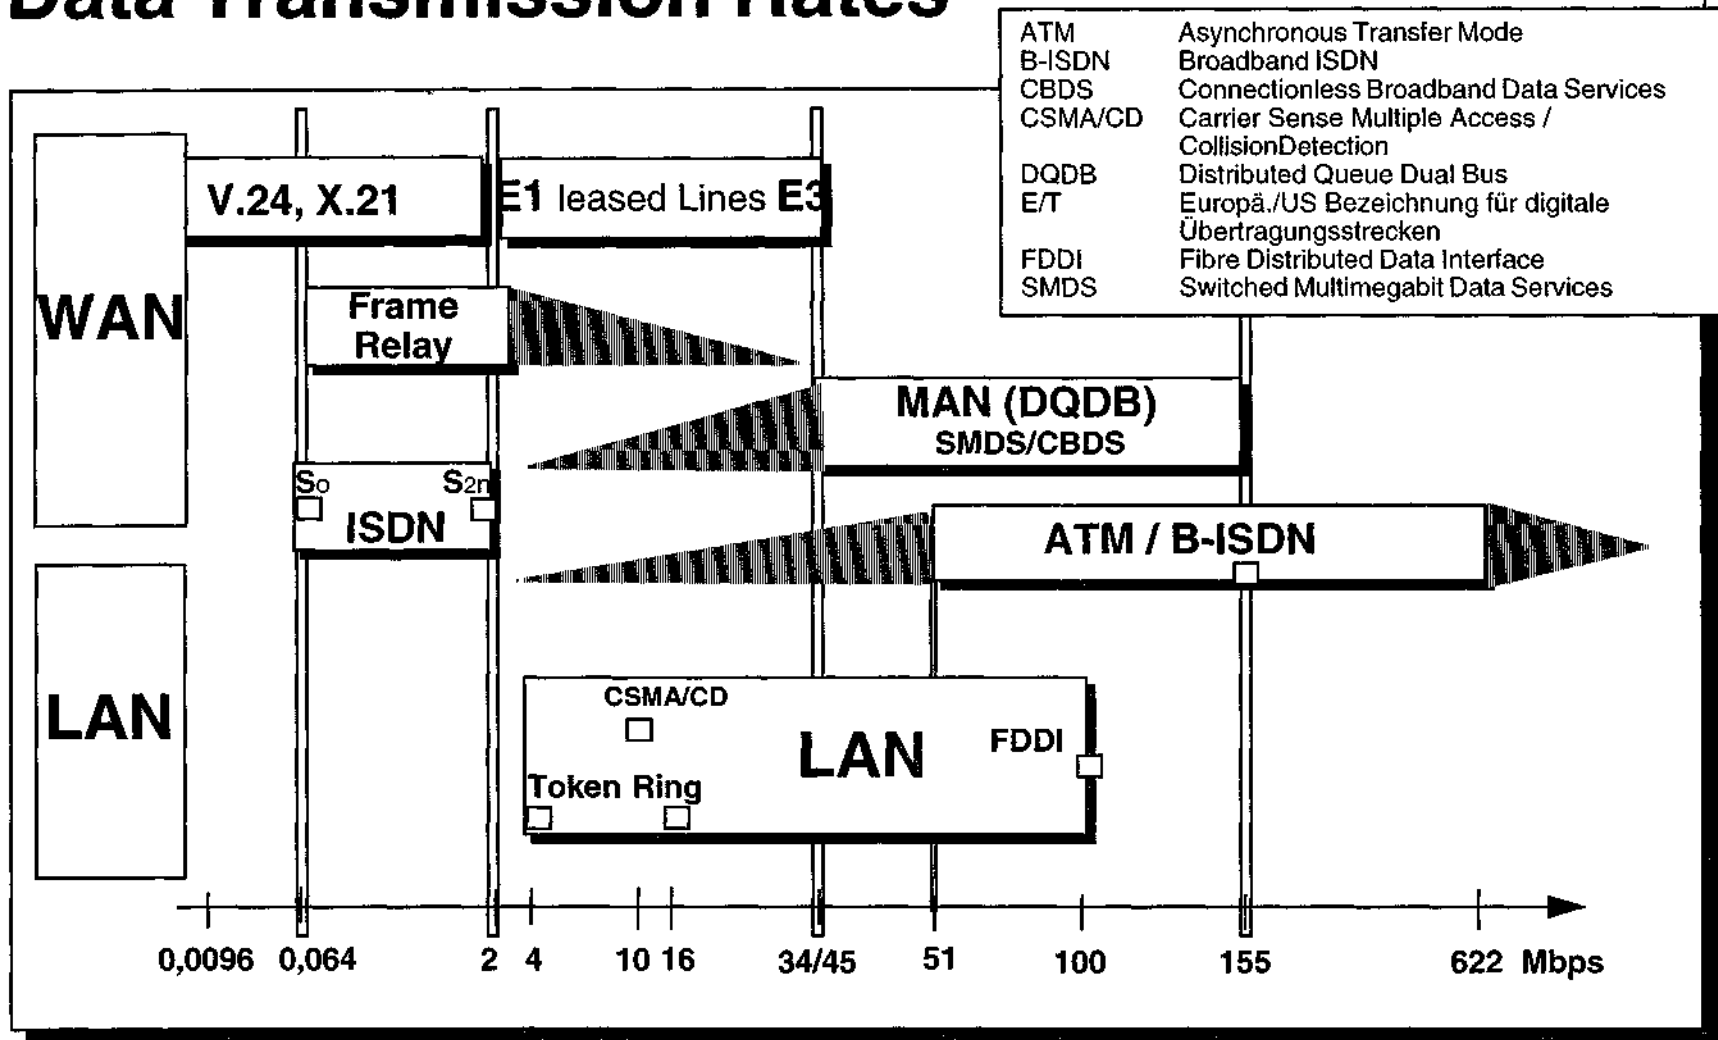 Data Transmission Rates
ATM Asynchronous Transfer Mode
B-ISDN Broadband ISDN
CBDS Connectionless Broadband Data Services
CSMA/CD Carrier Sense Multiple Access /
CollisionDetection
DQDB Distributed Queue Dual Bus
E/T Europä./US Bezeichnung für digitale
Übertragungsstrecken
FDDI Fibre Distributed Data Interface
SMDS Switched Multimegabit Data Services
WAN
V.24, X.21
E1 leased Lines E3
Frame
Relay
MAN (DQDB)
SMDS/CBDS
S0 S2m
ISDN
ATM / B-ISDN
LAN
CSMA/CD
LAN
FDDI
Token Ring
0,0096 0,064 2 4 10 16 34/45 51 100 155 622 Mbps